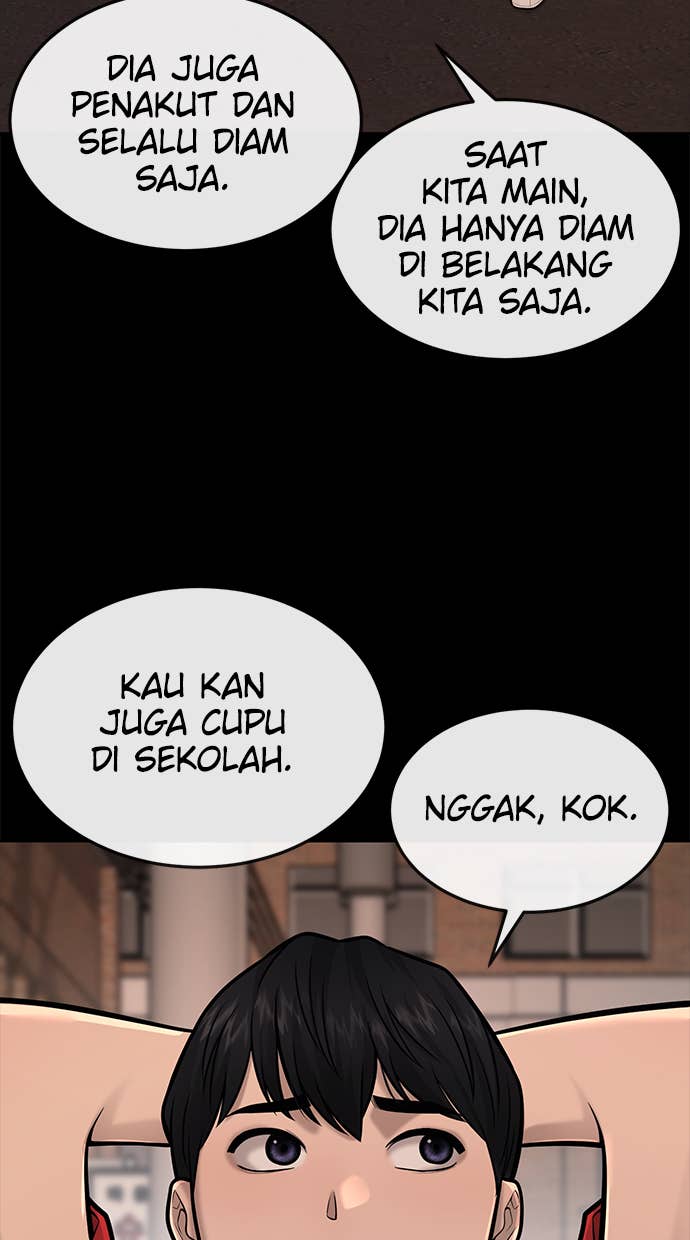 DIA JUGA
PENAKUT DAN
SELALU DIAM
SAJA.
SAAT
KITA MAIN,
DIA HANYA DIAM
DI BELAKANG
KITA SAJA.
KAU KAN
JUGA CUPU
DI SEKOLAH.
NGGAK, KOK.